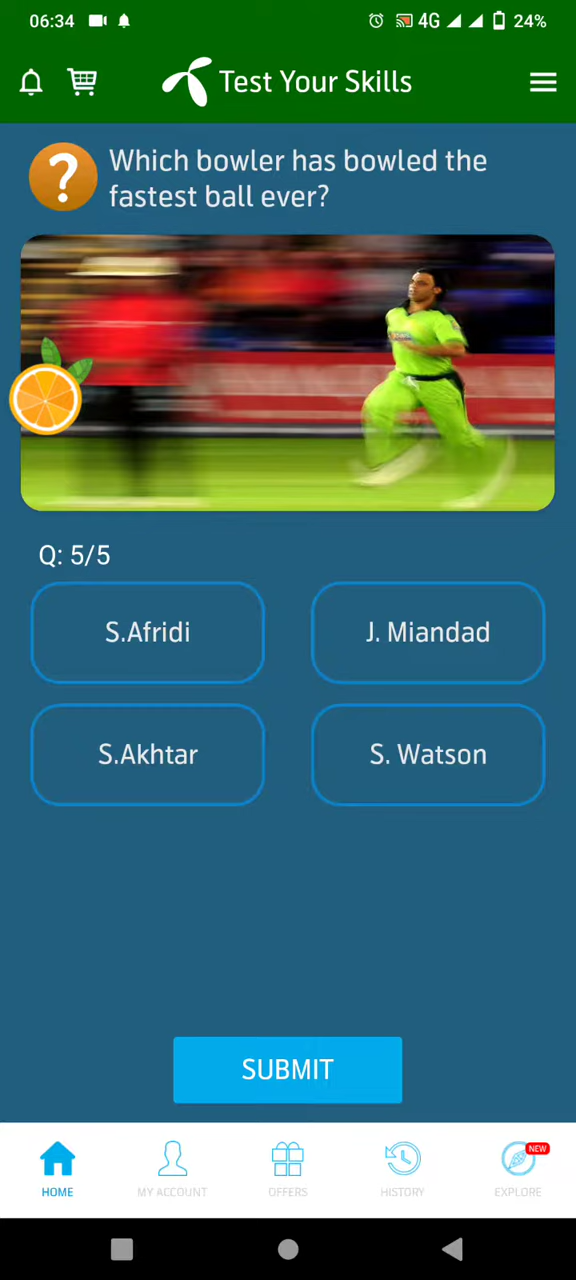 06:34 4G 24%
Test Your Skills
?
Which bowler has bowled the
fastest ball ever?
Q: 5/5
S.Afridi J. Miandad
S.Akhtar S. Watson
SUBMIT
NEW
HOME MY ACCOUNT OFFERS HISTORY EXPLORE